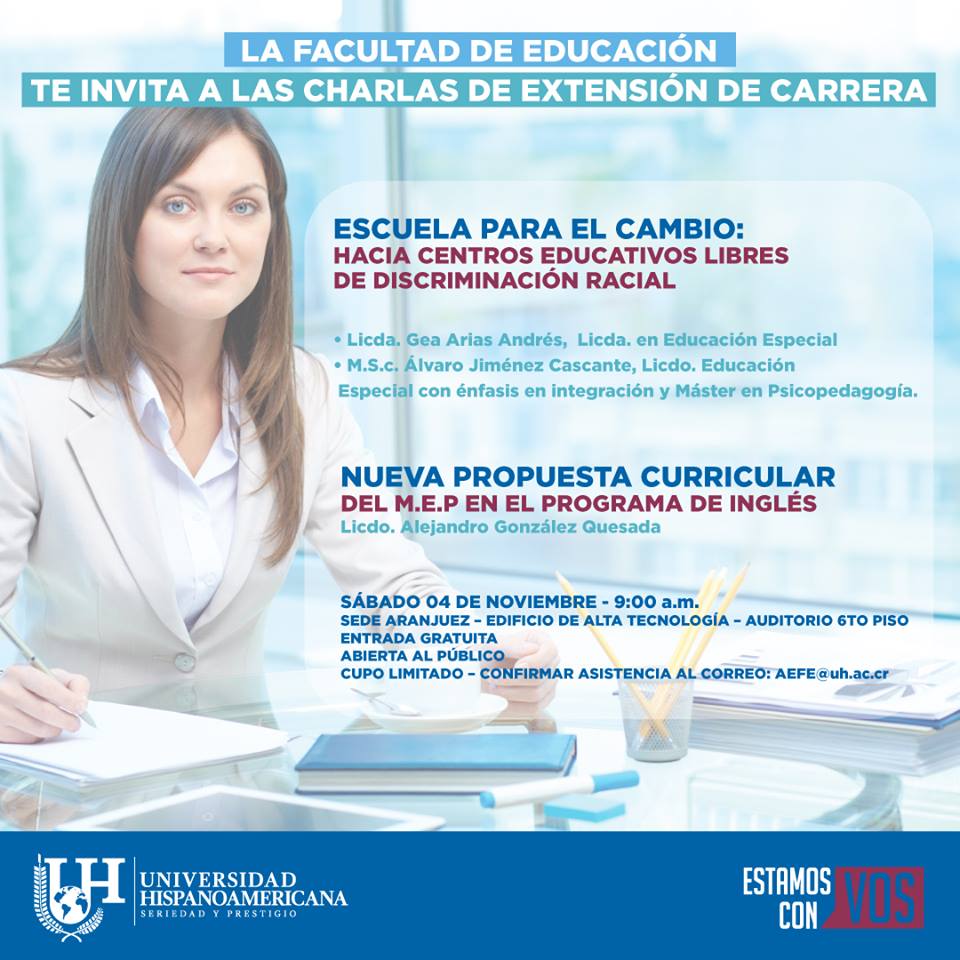 LA FACULTAD DE EDUCACIÓN
TE INVITA A LAS CHARLAS DE EXTENSIÓN DE CARRERA
ESCUELA PARA EL CAMBIO:
HACIA CENTROS EDUCATIVOS LIBRES
DE DISCRIMINACIÓN RACIAL
• Licda. Gea Arias Andrés, Licda. en Educación Especial
• M.S.c. Álvaro Jiménez Cascante, Licdo. Educación
Especial con énfasis en integración y Máster en Psicopedagogía.
NUEVA PROPUESTA CURRICULAR
DEL M.E.P EN EL PROGRAMA DE INGLÉS
Licdo. Alejandro González Quesada
SÁBADO 04 DE NOVIEMBRE - 9:00 a.m.
SEDE ARANJUEZ – EDIFICIO DE ALTA TECNOLOGÍA – AUDITORIO 6TO PISO
ENTRADA GRATUITA
ABIERTA AL PÚBLICO
CUPO LIMITADO – CONFIRMAR ASISTENCIA AL CORREO: AEFE@uh.ac.cr
UH
UNIVERSIDAD
HISPANOAMERICANA
SERIEDAD Y PRESTIGIO
ESTAMOS
CON VOS